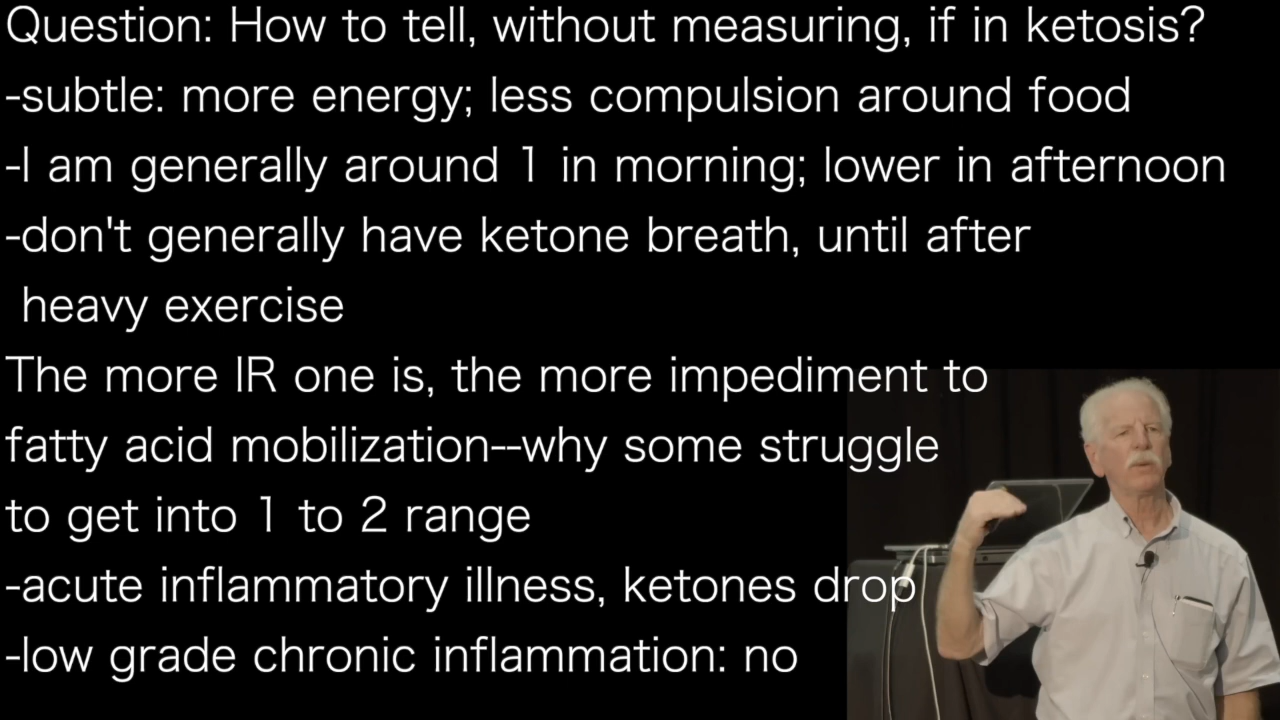 Question: How to tell, without measuring, if in ketosis?
-subtle: more energy; less compulsion around food
-I am generally around 1 in morning; lower in afternoon
-don't generally have ketone breath, until after
heavy exercise
The more IR one is, the more impediment to
fatty acid mobilization--why some struggle
to get into 1 to 2 range
-acute inflammatory illness, ketones drop
-low grade chronic inflammation: no